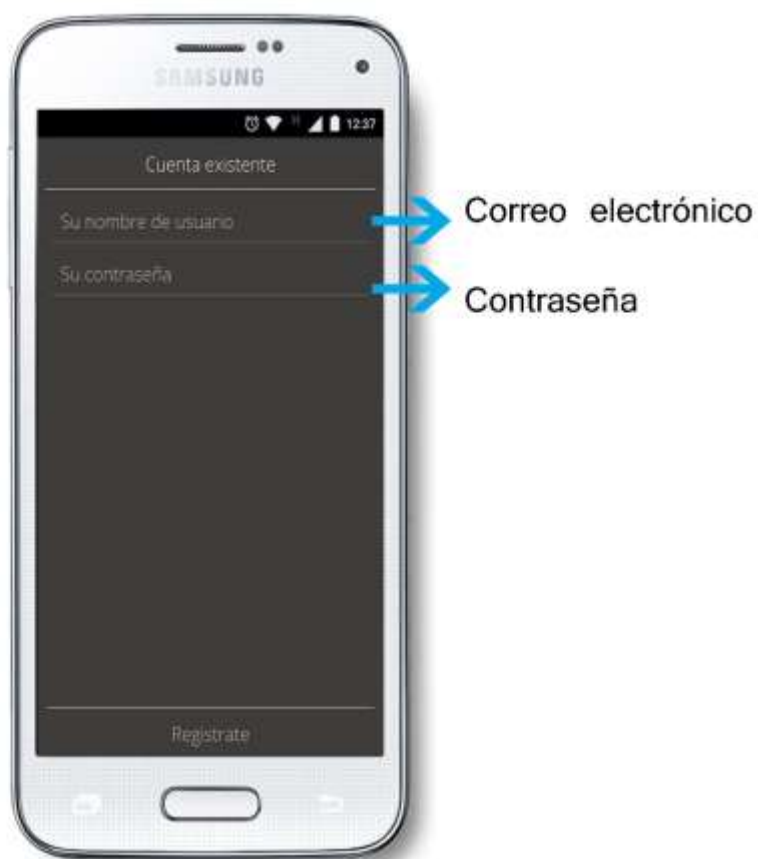 SAMSUNG
12:37
Cuenta existente
Su nombre de usuario
Correo electrónico
Su contraseña
Contraseña
Registrate